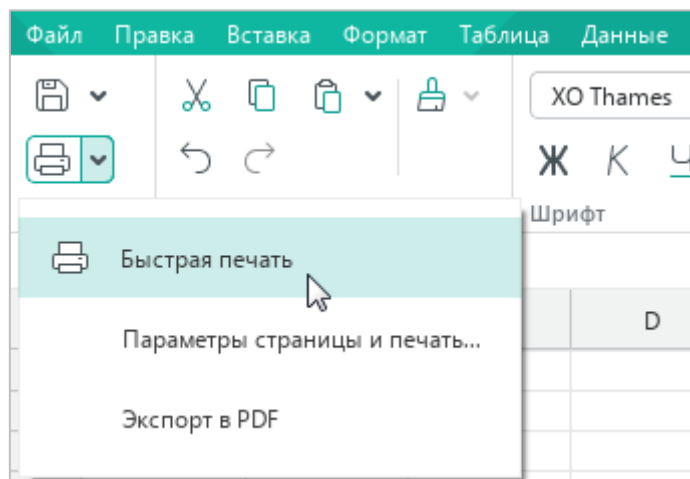 Файл Правка Вставка Формат Таблица Данные
XO Thames
Ж К Ч
Шрифт
Быстрая печать
D
Параметры страницы и печать...
Экспорт в PDF